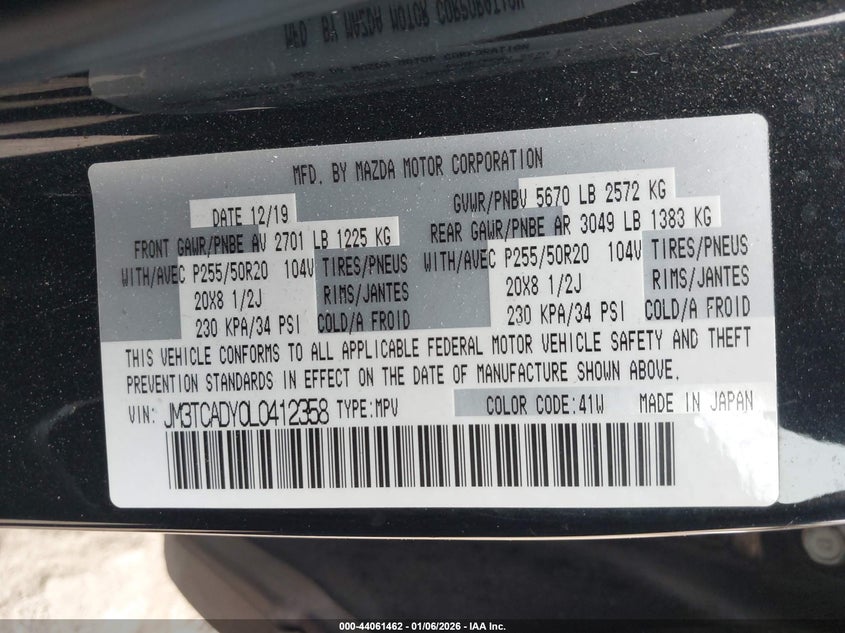 MFD. BY MAZDA MOTOR CORPORATION
MFD. BY MAZDA MOTOR CORPORATION
DATE 12/19
GVWR/PNBV 5670 LB 2572 KG
FRONT GAWR/PNBE AV 2701 LB 1225 KG
REAR GAWR/PNBE AR 3049 LB 1383 KG
WITH/AVEC P255/50R20 104V TIRES/PNEUS
WITH/AVEC P255/50R20 104V TIRES/PNEUS
20X8 1/2J RIMS/JANTES
20X8 1/2J RIMS/JANTES
230 KPA/34 PSI COLD/A FROID
230 KPA/34 PSI COLD/A FROID
THIS VEHICLE CONFORMS TO ALL APPLICABLE FEDERAL MOTOR VEHICLE SAFETY AND THEFT
PREVENTION STANDARDS IN EFFECT ON THE DATE OF MANUFACTURE SHOWN ABOVE.
VIN: JM3TCADY0L0412358 TYPE:MPV COLOR CODE:41W MADE IN JAPAN
000-44061462 - 01/06/2026 - IAA Inc.